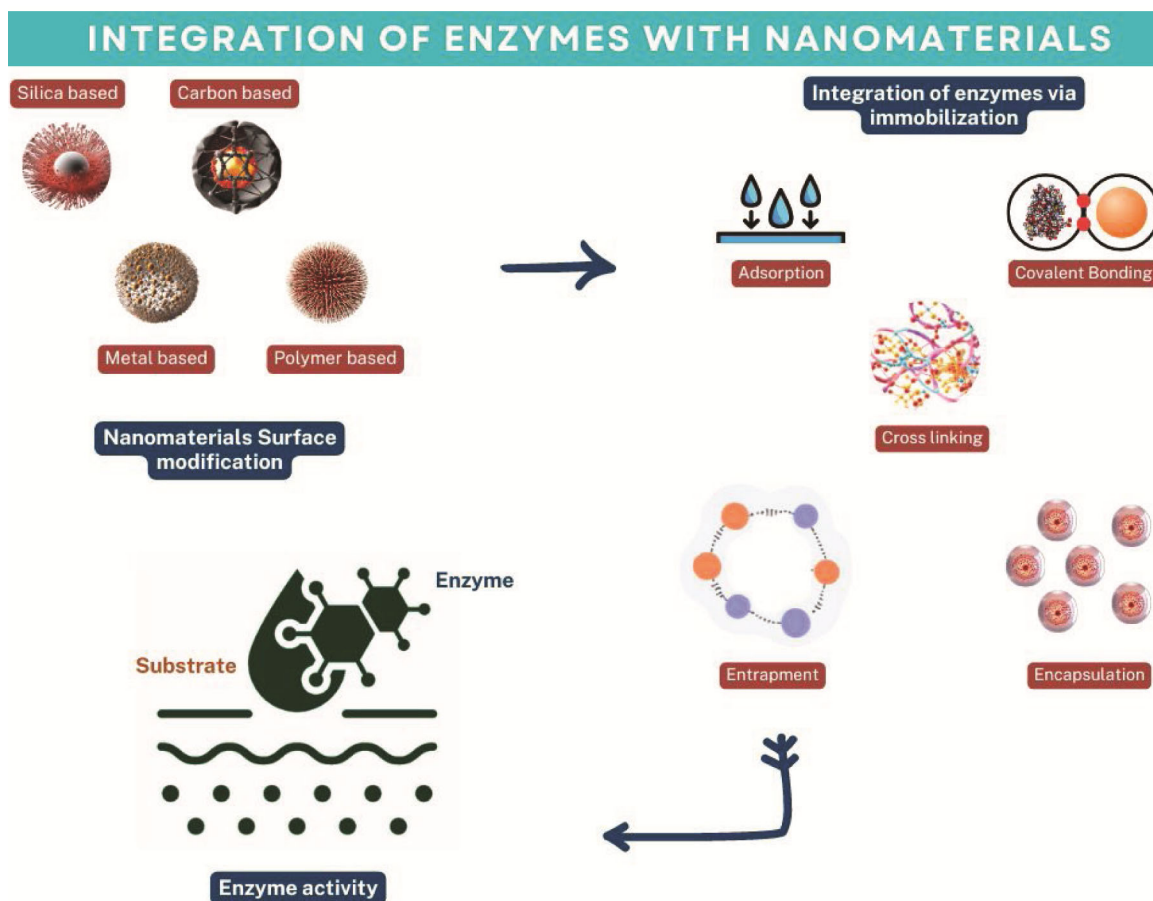 INTEGRATION OF ENZYMES WITH NANOMATERIALS
Silica based
Carbon based
Metal based
Polymer based
Nanomaterials Surface
modification
Integration of enzymes via
immobilization
Adsorption
Covalent Bonding
Cross linking
Entrapment
Encapsulation
Enzyme
Substrate
Enzyme activity